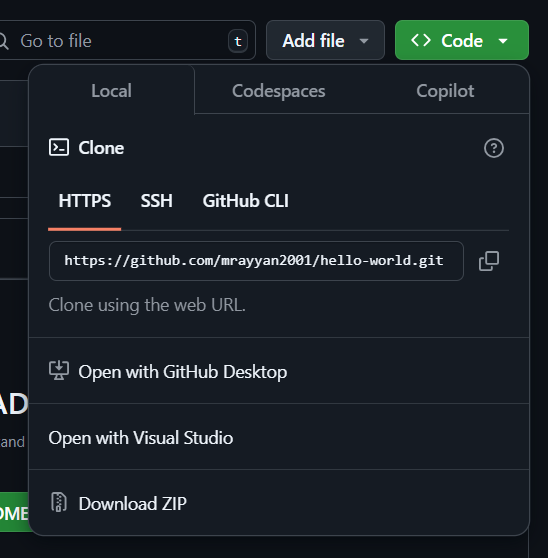 Go to file t Add file Code
Local Codespaces Copilot
Clone
HTTPS SSH GitHub CLI
https://github.com/mrayyan2001/hello-world.git
Clone using the web URL.
Open with GitHub Desktop
AD
and
Open with Visual Studio
Download ZIP
OME